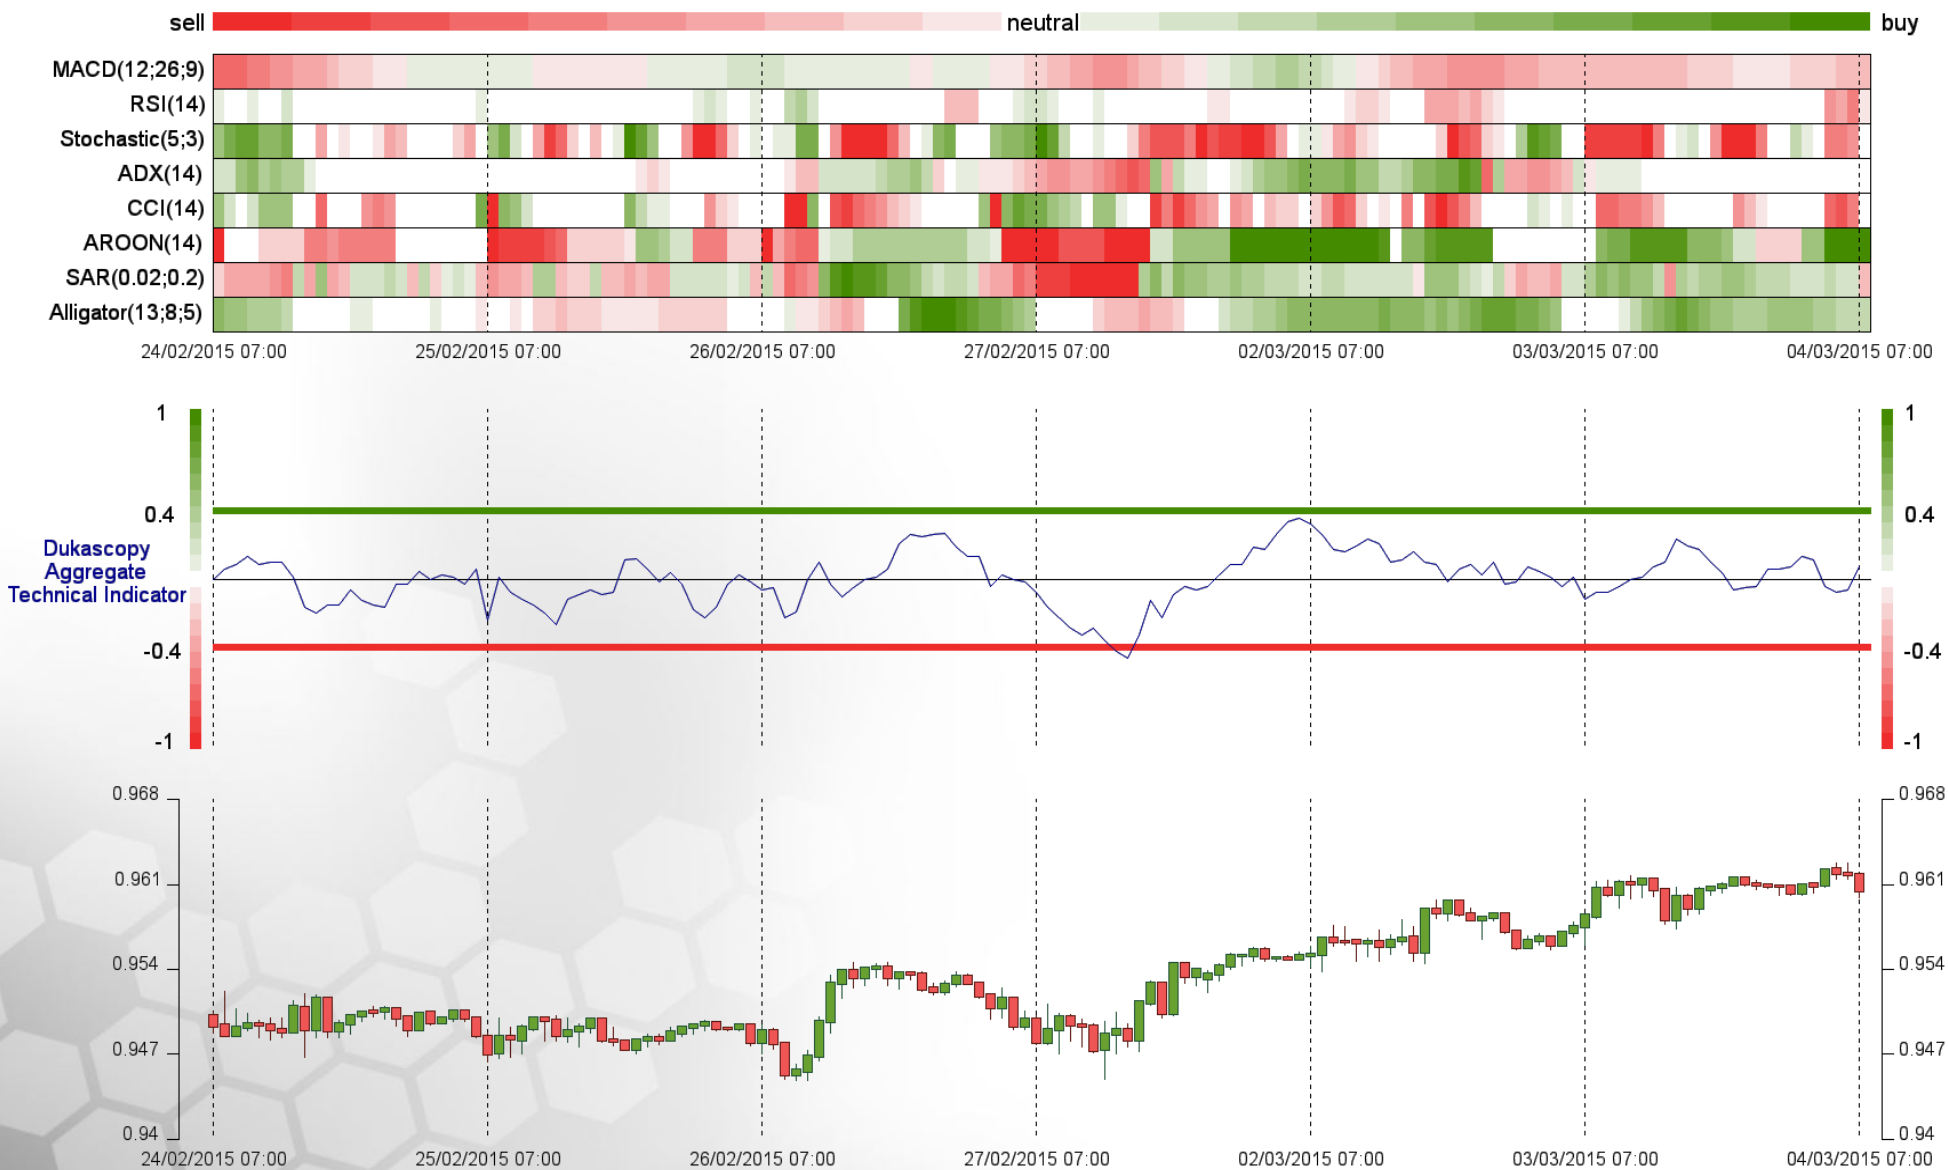 sell neutral buy
MACD(12;26;9)
RSI(14)
Stochastic(5;3)
ADX(14)
CCI(14)
AROON(14)
SAR(0.02;0.2)
Alligator(13;8;5)
24/02/2015 07:00 25/02/2015 07:00 26/02/2015 07:00 27/02/2015 07:00 02/03/2015 07:00 03/03/2015 07:00 04/03/2015 07:00
1 1
0.4 0.4
Dukascopy
Aggregate
Technical Indicator
-0.4 -0.4
-1 -1
0.968 0.968
0.961 0.961
0.954 0.954
0.947 0.947
0.94 0.94
24/02/2015 07:00 25/02/2015 07:00 26/02/2015 07:00 27/02/2015 07:00 02/03/2015 07:00 03/03/2015 07:00 04/03/2015 07:00